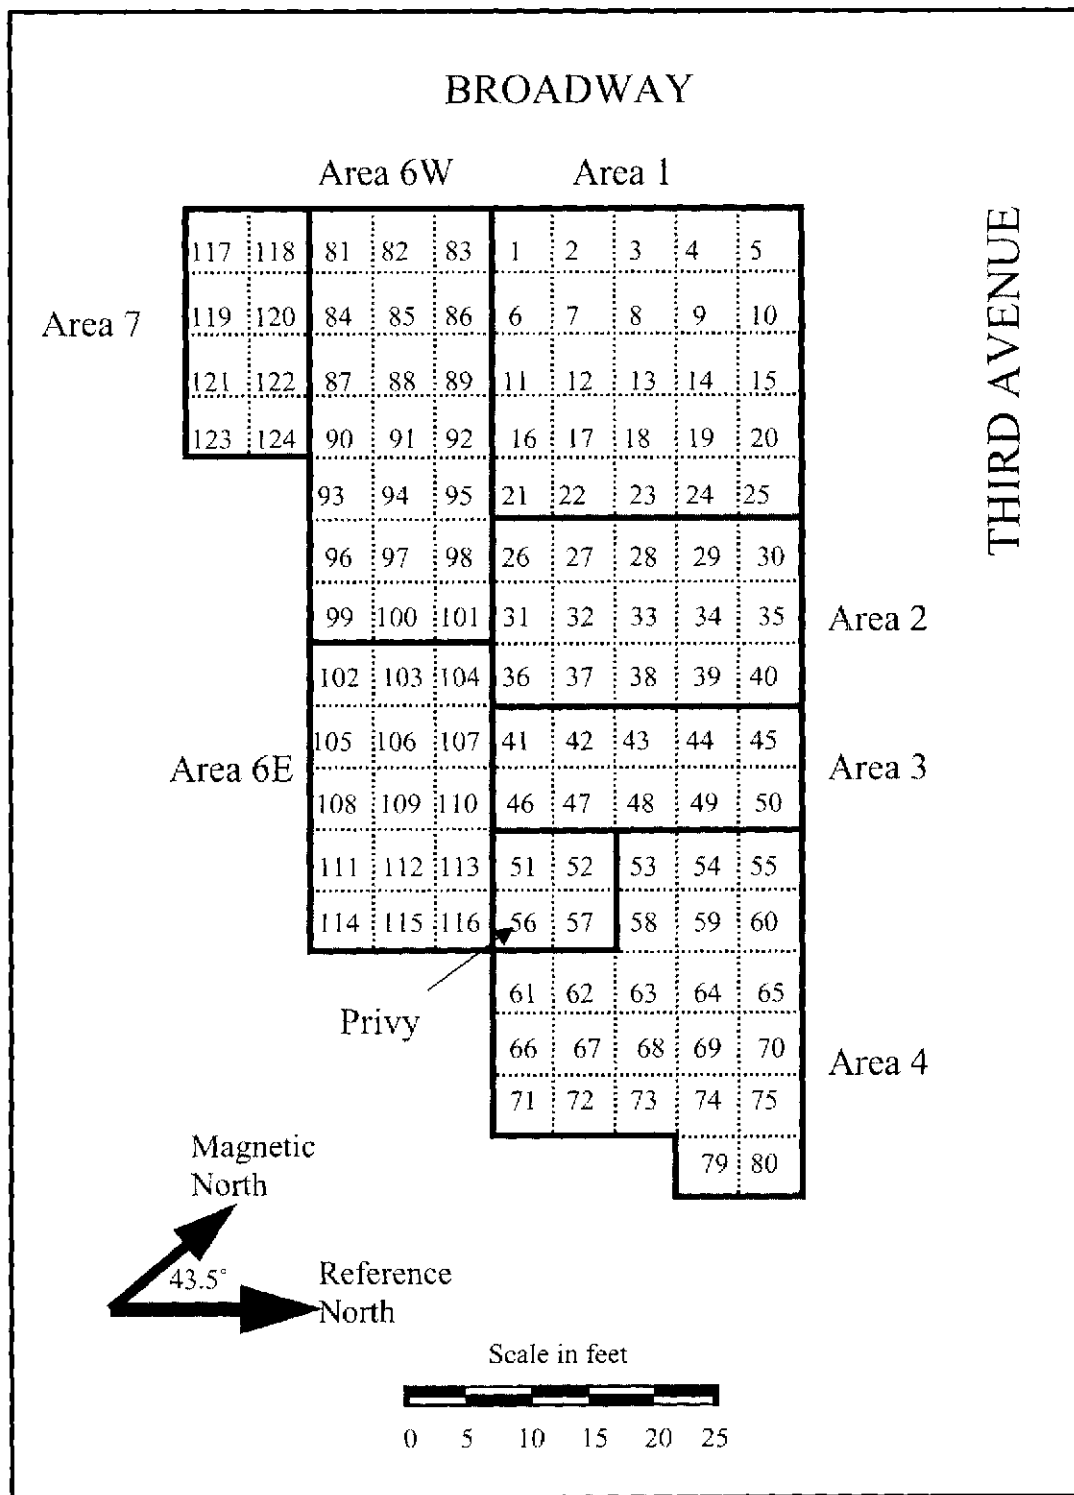 BROADWAY
Area 6W Area 1
THIRD AVENUE
117 118 81 82 83 1 2 3 4 5
Area 7 119 120 84 85 86 6 7 8 9 10
121 122 87 88 89 11 12 13 14 15
123 124 90 91 92 16 17 18 19 20
93 94 95 21 22 23 24 25
96 97 98 26 27 28 29 30
99 100 101 31 32 33 34 35 Area 2
102 103 104 36 37 38 39 40
105 106 107 41 42 43 44 45
Area 6E Area 3
108 109 110 46 47 48 49 50
111 112 113 51 52 53 54 55
114 115 116 56 57 58 59 60
61 62 63 64 65
Privy
66 67 68 69 70 Area 4
71 72 73 74 75
79 80
Magnetic
North
43.5°
Reference
North
Scale in feet
0 5 10 15 20 25